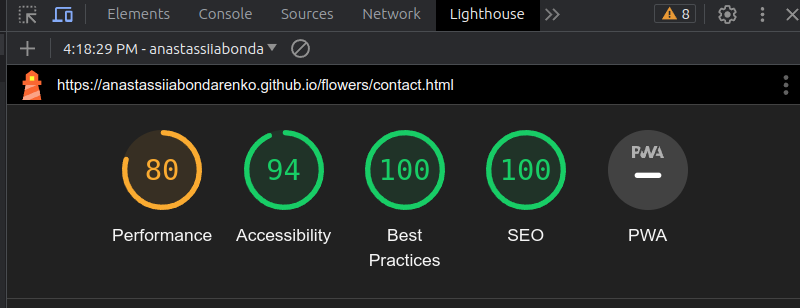 Elements Console Sources Network Lighthouse 8
4:18:29 PM - anastassiiabonda
https://anastassiiabondarenko.github.io/flowers/contact.html
80 94 100 100 PWA
Performance Accessibility Best Practices SEO PWA